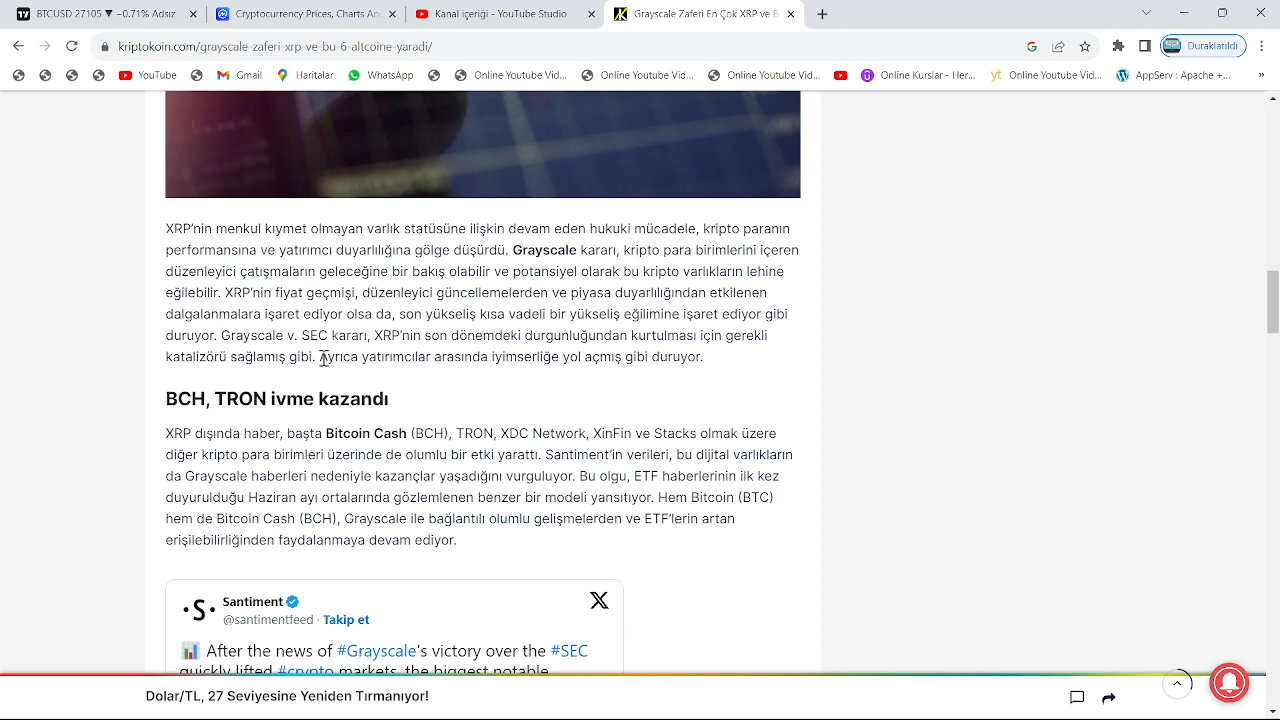 BTCUSD 27105 ▼ −0.71% Adsız
Cryptocurrency Prices, Charts An
Kanal içeriği - YouTube Studio
Grayscale Zaferi En Çok XRP ve B
kriptokoin.com/grayscale-zaferi-xrp-ve-bu-6-altcoine-yaradi/
Duraklatıldı
YouTube
Gmail
Haritalar
WhatsApp
Online Youtube Vid...
Online Youtube Vid...
Online Youtube Vid...
Online Kurslar - Her...
Online Youtube Vid...
AppServ : Apache +...
XRP’nin menkul kıymet olmayan varlık statüsüne ilişkin devam eden hukuki mücadele, kripto paranın
performansına ve yatırımcı duyarlılığına gölge düşürdü. Grayscale kararı, kripto para birimlerini içeren
düzenleyici çatışmaların geleceğine bir bakış olabilir ve potansiyel olarak bu kripto varlıkların lehine
eğilebilir. XRP’nin fiyat geçmişi, düzenleyici güncellemelerden ve piyasa duyarlılığından etkilenen
dalgalanmalara işaret ediyor olsa da, son yükseliş kısa vadeli bir yükseliş eğilimine işaret ediyor gibi
duruyor. Grayscale v. SEC kararı, XRP’nin son dönemdeki durgunluğundan kurtulması için gerekli
katalizörü sağlamış gibi. Ayrıca yatırımcılar arasında iyimserliğe yol açmış gibi duruyor.
BCH, TRON ivme kazandı
XRP dışında haber, başta Bitcoin Cash (BCH), TRON, XDC Network, XinFin ve Stacks olmak üzere
diğer kripto para birimleri üzerinde de olumlu bir etki yarattı. Santiment’in verileri, bu dijital varlıkların
da Grayscale haberleri nedeniyle kazançlar yaşadığını vurguluyor. Bu olgu, ETF haberlerinin ilk kez
duyurulduğu Haziran ayı ortalarında gözlemlenen benzer bir modeli yansıtıyor. Hem Bitcoin (BTC)
hem de Bitcoin Cash (BCH), Grayscale ile bağlantılı olumlu gelişmelerden ve ETF’lerin artan
erişilebilirliğinden faydalanmaya devam ediyor.
·S· Santiment
@santimentfeed · Takip et
After the news of #Grayscale's victory over the #SEC
quickly lifted #crypto markets, the biggest notable
Dolar/TL, 27 Seviyesine Yeniden Tırmanıyor!